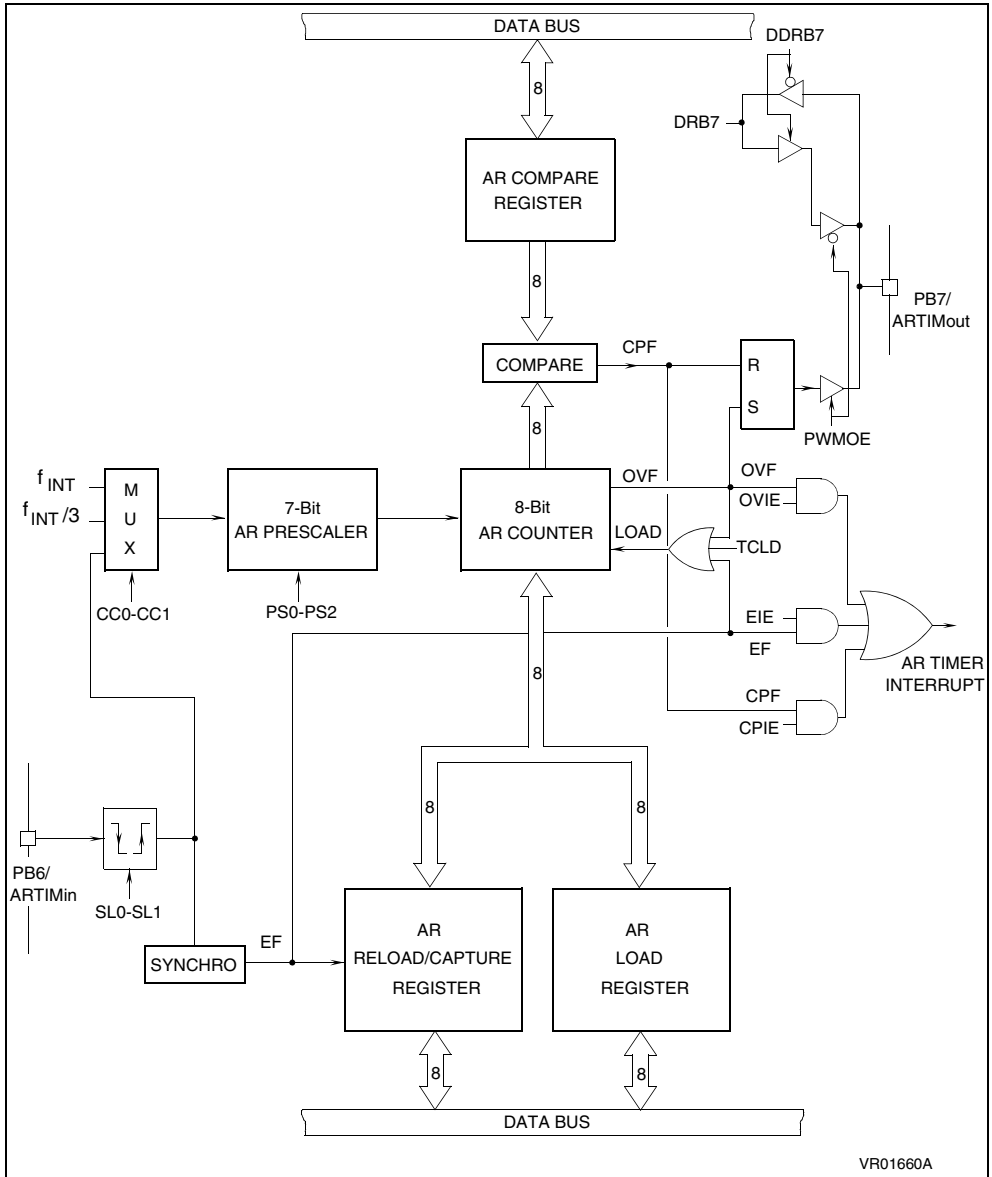 DATA BUS
DDRB7
8
DRB7
AR COMPARE
REGISTER
8
PB7/
ARTIMout
CPF
COMPARE
R
S
8
PWMOE
f INT
f INT /3
M
U
X
7-Bit
AR PRESCALER
8-Bit
AR COUNTER
OVF
OVF
OVIE
LOAD
TCLD
CC0-CC1
PS0-PS2
EIE
EF
AR TIMER
INTERRUPT
8
CPF
CPIE
8
8
PB6/
ARTIMin
SL0-SL1
SYNCHRO
EF
AR
RELOAD/CAPTURE
REGISTER
AR
LOAD
REGISTER
8
8
DATA BUS
VR01660A